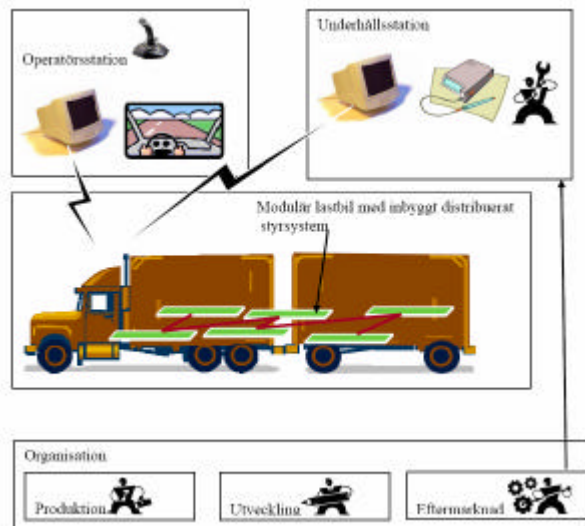 Operatörsstation
Underhållsstation
Modulär lastbil med inbyggt distribuerat
styrsystem
Organisation
Produktion
Utveckling
Eftermarknad